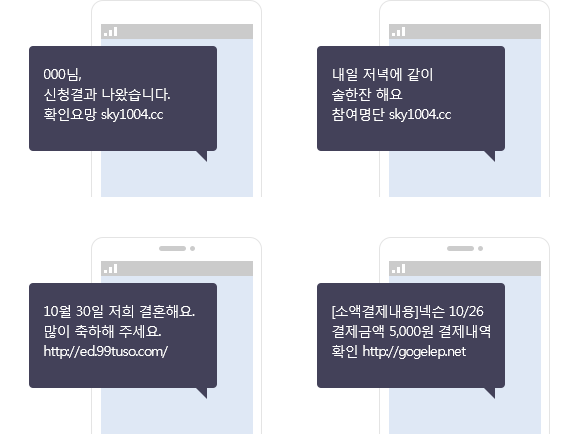 000님,
신청결과 나왔습니다.
확인요망 sky1004.cc
내일 저녁에 같이
술한잔 해요
참여명단 sky1004.cc
10월 30일 저희 결혼해요.
많이 축하해 주세요.
http://ed.99tuso.com/
[소액결제내용]넥슨 10/26
결제금액 5,000원 결제내역
확인 http://gogelep.net